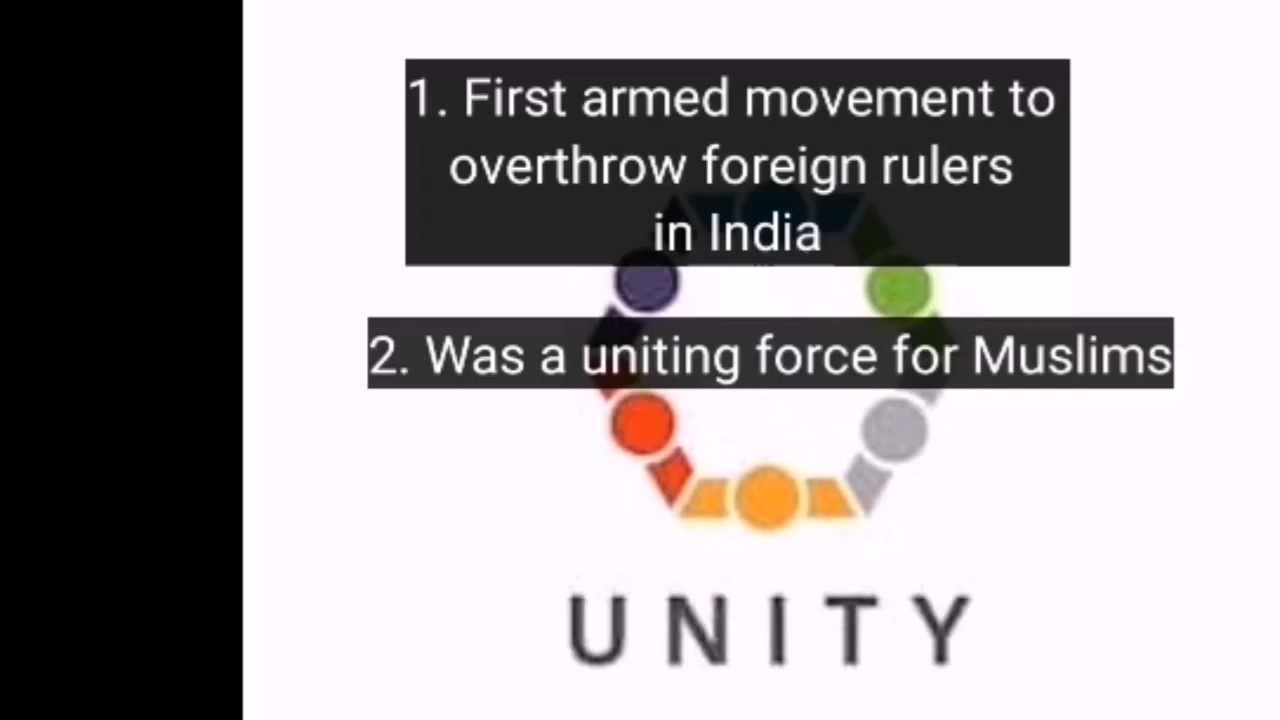 1. First armed movement to
overthrow foreign rulers
in India
2. Was a uniting force for Muslims
UNITY